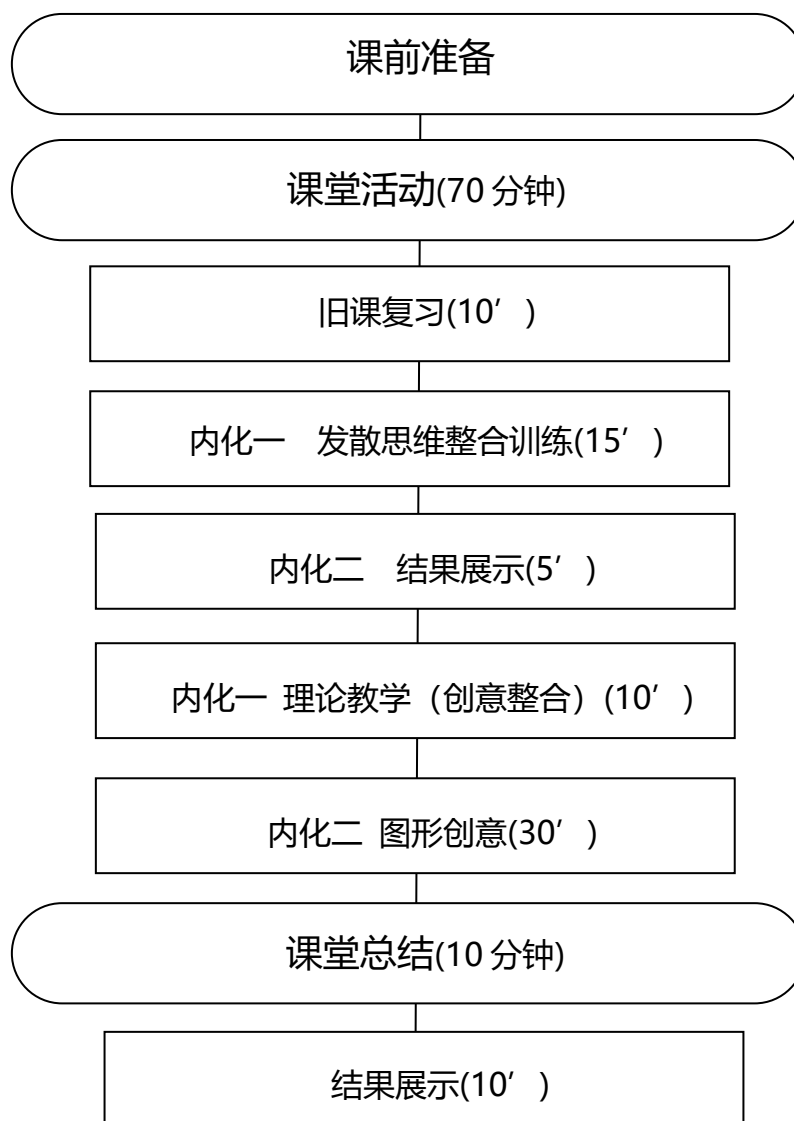 课前准备
课堂活动(70 分钟)
旧课复习(10′)
内化一 发散思维整合训练(15′)
内化二 结果展示(5′)
内化一 理论教学（创意整合）(10′)
内化二 图形创意(30′)
课堂总结(10 分钟)
结果展示(10′)